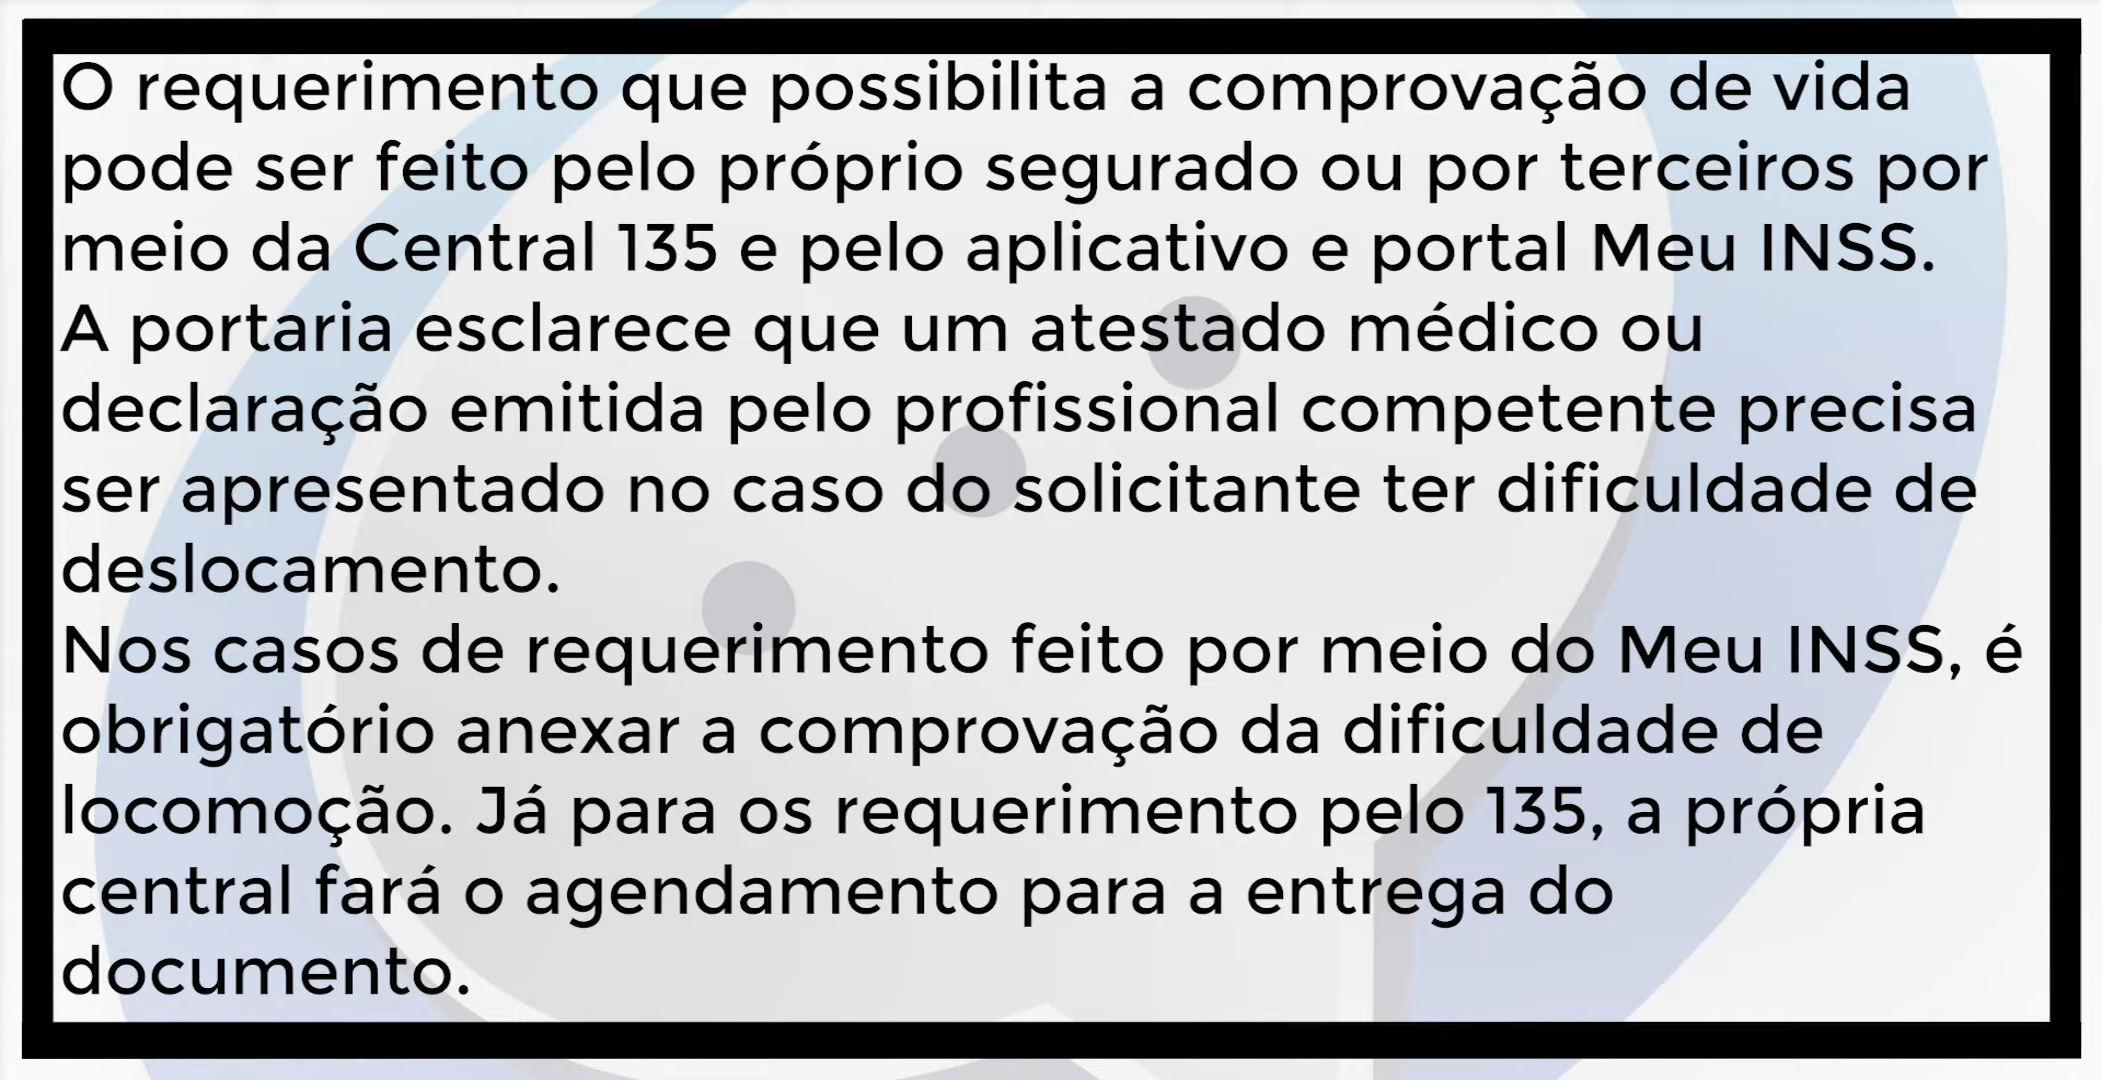 O requerimento que possibilita a comprovação de vida
pode ser feito pelo próprio segurado ou por terceiros por
meio da Central 135 e pelo aplicativo e portal Meu INSS.
A portaria esclarece que um atestado médico ou
declaração emitida pelo profissional competente precisa
ser apresentado no caso do solicitante ter dificuldade de
deslocamento.
Nos casos de requerimento feito por meio do Meu INSS, é
obrigatório anexar a comprovação da dificuldade de
locomoção. Já para os requerimento pelo 135, a própria
central fará o agendamento para a entrega do
documento.